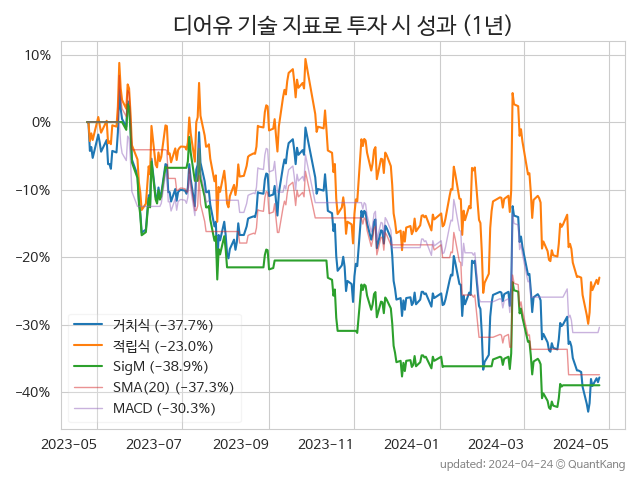 디어유 기술 지표로 투자 시 성과 (1년)
10%
0%
−10%
−20%
−30%
−40%
거치식 (−37.7%)
적립식 (−23.0%)
SigM (−38.9%)
SMA(20) (−37.3%)
MACD (−30.3%)
2023−05
2023−07
2023−09
2023−11
2024−01
2024−03
2024−05
updated: 2024−04−24 © QuantKang